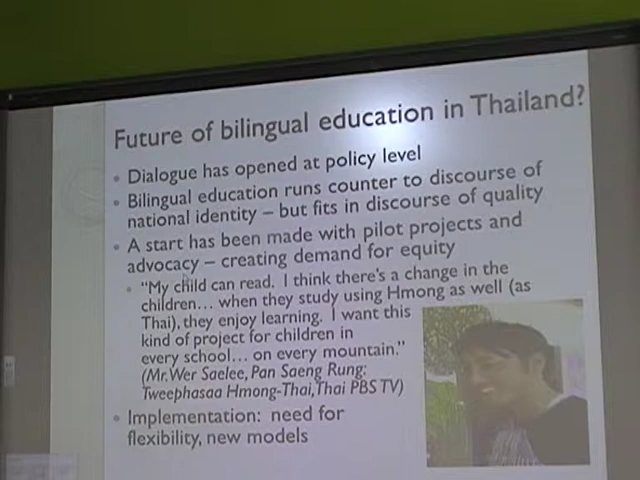 Future of bilingual education in Thailand?
• Dialogue has opened at policy level
• Bilingual education runs counter to discourse of
national identity – but fits in discourse of quality
• A start has been made with pilot projects and
advocacy – creating demand for equity
• “My child can read. I think there's a change in the
children… when they study using Hmong as well (as
Thai), they enjoy learning. I want this
kind of project for children in
every school… on every mountain.”
(Mr. Wer Saelee, Pan Saeng Rung:
Tweephasaa Hmong-Thai, Thai PBS TV)
• Implementation: need for
flexibility, new models